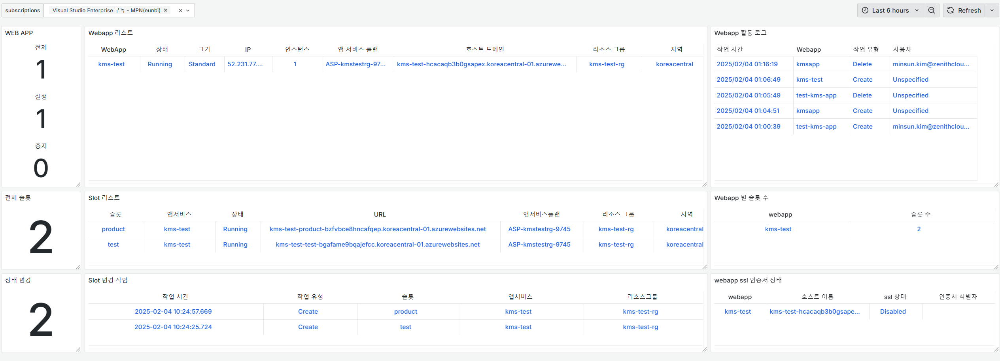 subscriptions Visual Studio Enterprise 구독 - MPN(eunbi)
Last 6 hours Refresh
WEB APP
전체
1
실행
1
중지
0
Webapp 리스트
WebApp 상태 크기 IP 인스턴스 앱 서비스 플랜 호스트 도메인 리소스 그룹 지역
kms-test Running Standard 52.231.77.... 1 ASP-kmstestrg-97... kms-test-hcacaqb3b0gsapex.koreacentral-01.azurewe... kms-test-rg koreacentral
Webapp 활동 로그
작업 시간 Webapp 작업 유형 사용자
2025/02/04 01:16:19 kmsapp Delete minsun.kim@zenithclou...
2025/02/04 01:06:49 kms-test Create Unspecified
2025/02/04 01:05:49 test-kms-app Delete Unspecified
2025/02/04 01:04:51 kmsapp Create Unspecified
2025/02/04 01:00:39 test-kms-app Create minsun.kim@zenithclou...
전체 슬롯
2
Slot 리스트
슬롯 앱서비스 상태 URL 앱서비스플랜 리소스 그룹 지역
product kms-test Running kms-test-product-bzfvbce8hncafqep.koreacentral-01.azurewebsites.net ASP-kmstestrg-9745 kms-test-rg koreacentral
test kms-test Running kms-test-test-bgafame9bqajefcc.koreacentral-01.azurewebsites.net ASP-kmstestrg-9745 kms-test-rg koreacentral
Webapp 별 슬롯 수
webapp 슬롯 수
kms-test 2
상태 변경
2
Slot 변경 작업
작업 시간 작업 유형 슬롯 앱서비스 리소스그룹
2025-02-04 10:24:57.669 Create product kms-test kms-test-rg
2025-02-04 10:24:25.724 Create test kms-test kms-test-rg
webapp ssl 인증서 상태
webapp 호스트 이름 ssl 상태 인증서 식별자
kms-test kms-test-hcacaqb3b0gsape... Disabled